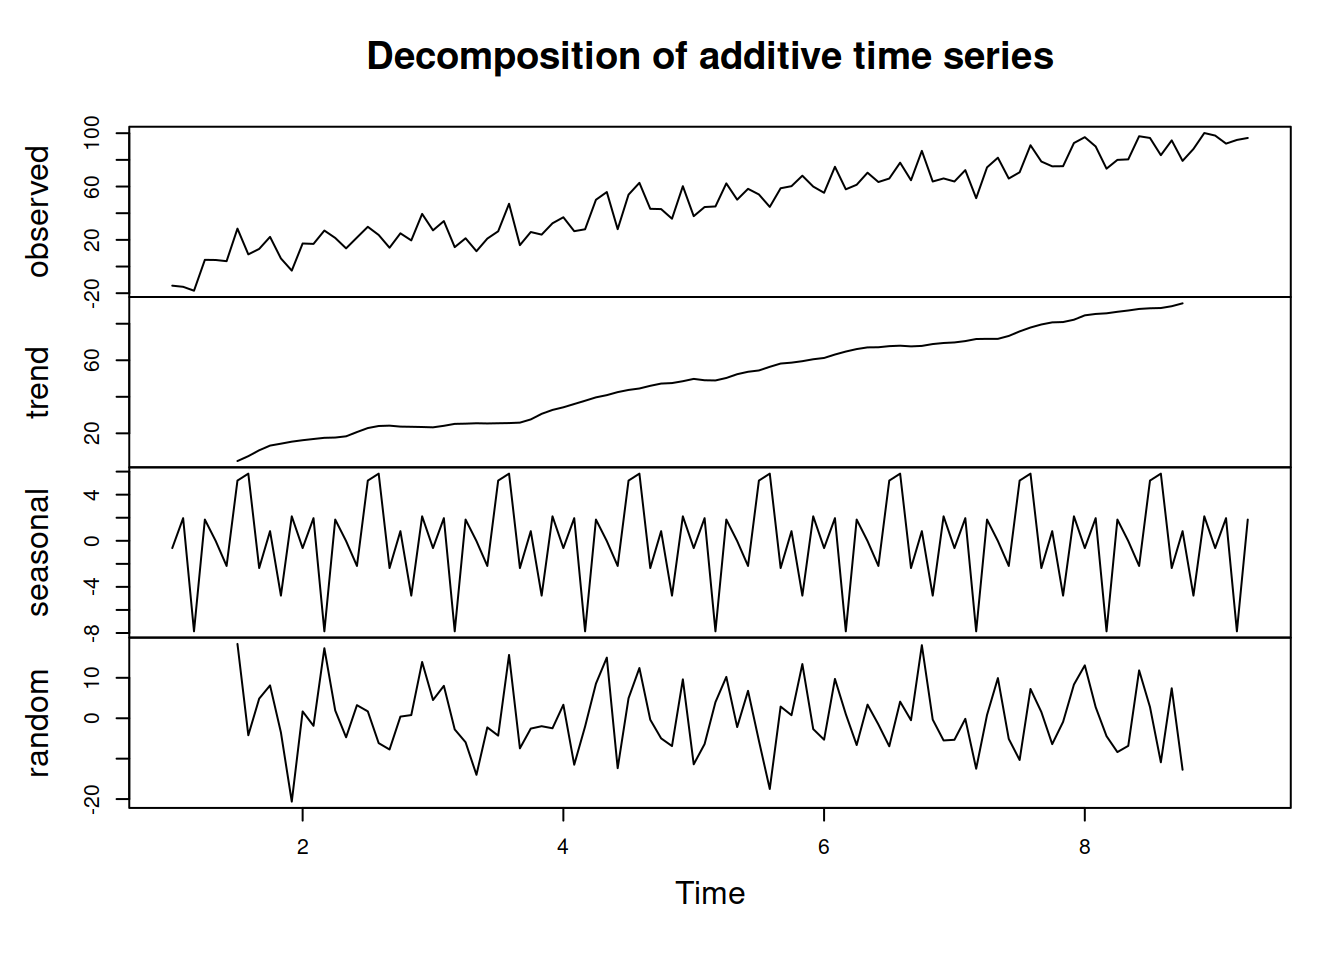 Decomposition of additive time series
observed
-20 20 60 100
trend
20 60
seasonal
-8 -4 0 4
random
-20 0 10
2 4 6 8
Time